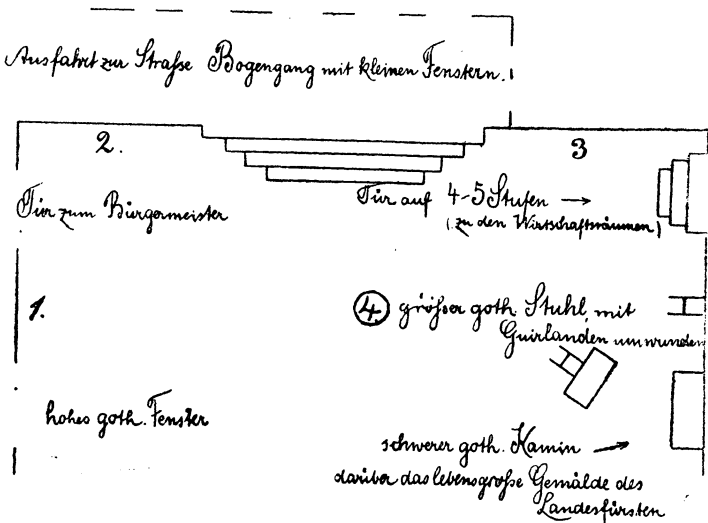 Ausfahrt zur Straße Bogengang mit kleinen Fenstern.
2.
3
Tür zum Bürgermeister
Tür auf 4-5 Stufen →
(zu den Wirtschaftsräumen)
1.
4. größer goth. Stuhl, mit
Guirlanden umwunden
hohes goth. Fenster
schwerer goth. Kamin →
darüber das lebensgroße Gemälde des
Landesfürsten